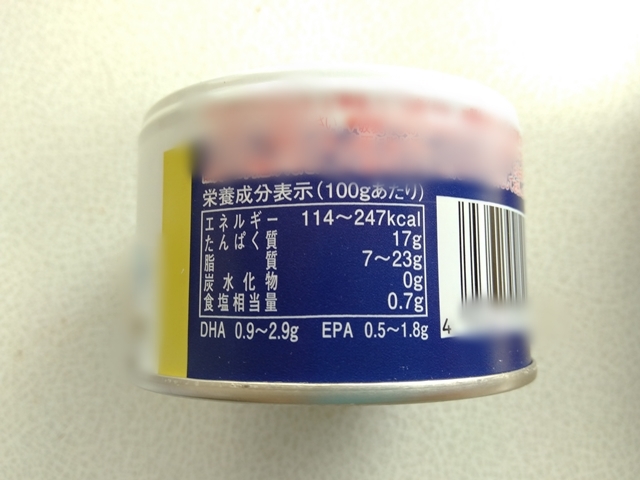 栄養成分表示(100gあたり)
エネルギー 114~247kcal
たんぱく質 17g
脂質 7~23g
炭水化物 0g
食塩相当量 0.7g
DHA 0.9~2.9g EPA 0.5~1.8g
4